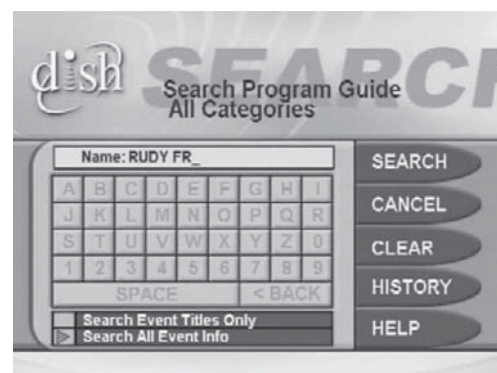 dish SEARCH
Search Program Guide
All Categories
Name: RUDY FR_
A B C D E F G H I
J K L M N O P Q R
S T U V W X Y Z 0
1 2 3 4 5 6 7 8 9
SPACE < BACK
Search Event Titles Only
Search All Event Info
SEARCH
CANCEL
CLEAR
HISTORY
HELP